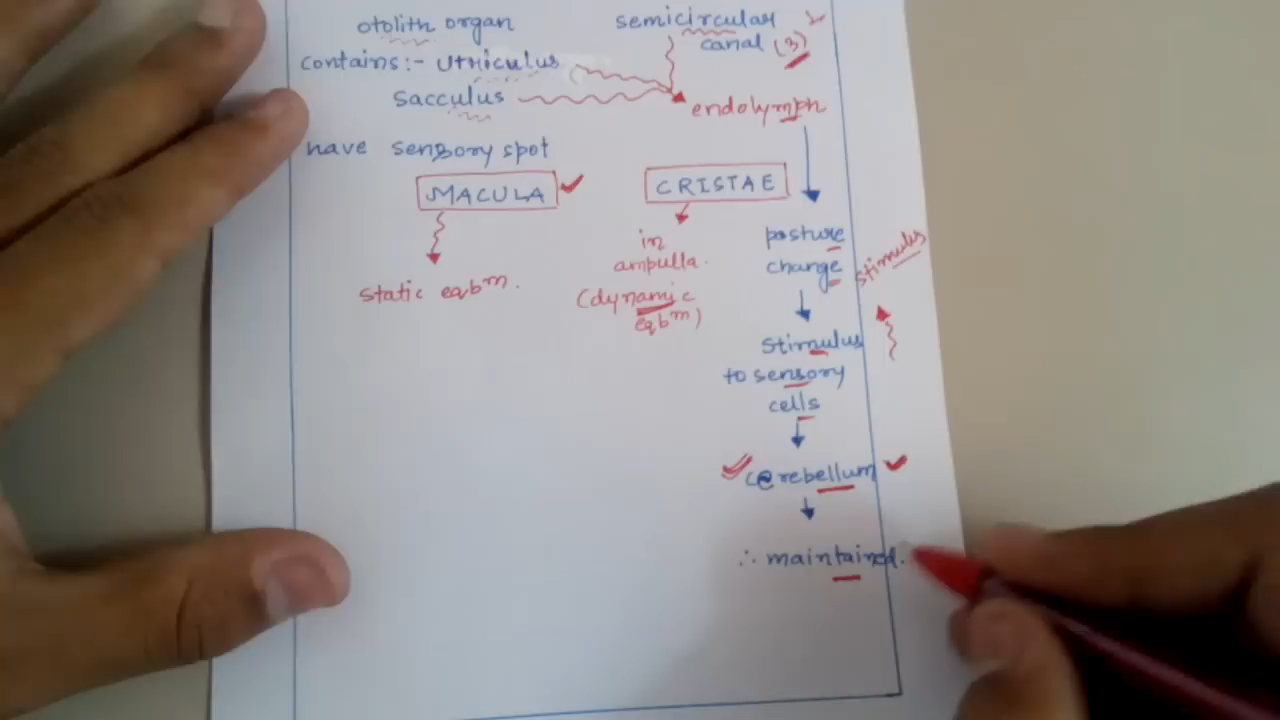 otolith organ
semicircular
canal (3)
contains:- utriculus
sacculus
endolymph
have sensory spot
MACULA
CRISTAE
static eqbᵐ.
in
ampulla.
(dynamic
eqbᵐ)
posture
change
stimulus
stimulus
to sensory
cells
cerebellum
∴ maintained.